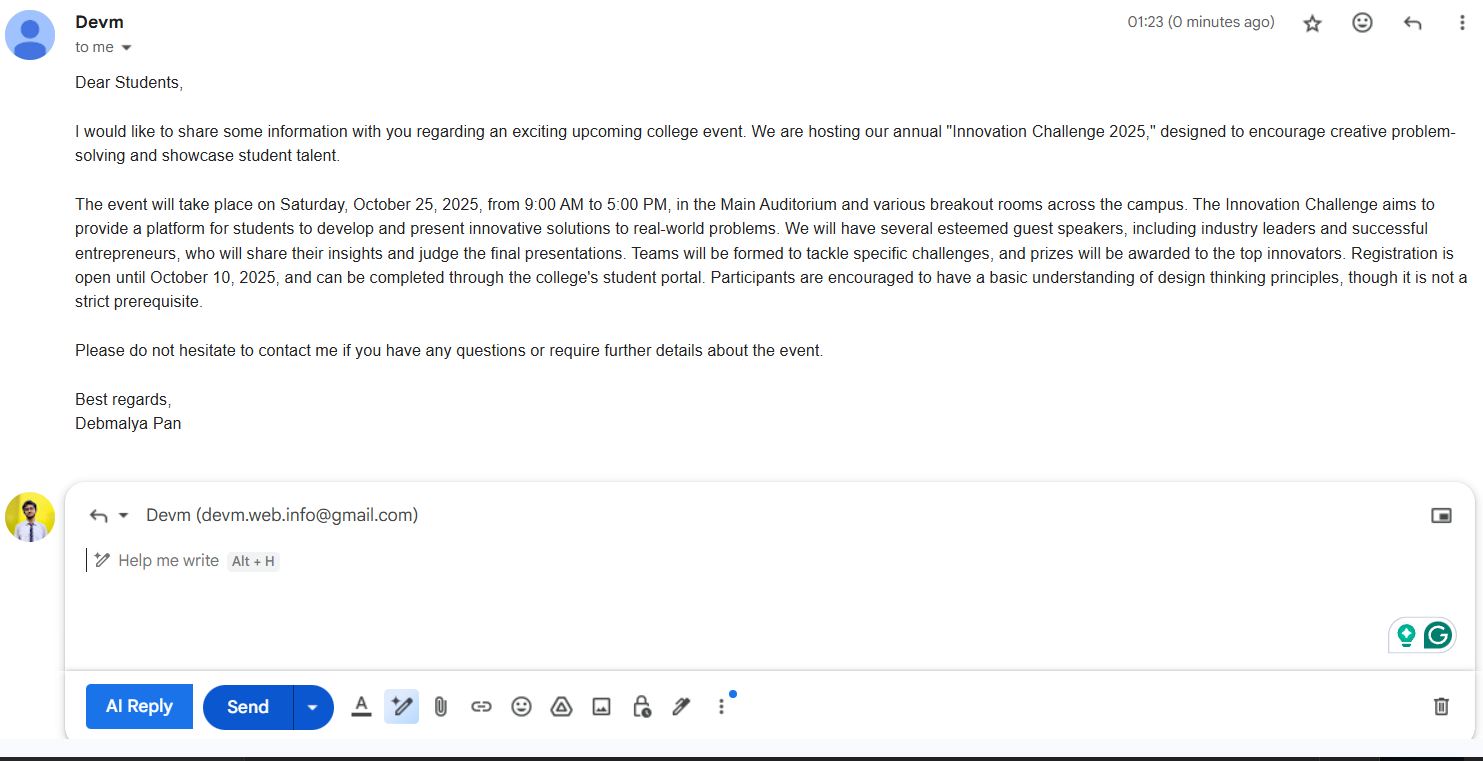 Devm
01:23 (0 minutes ago)
to me
Dear Students,
I would like to share some information with you regarding an exciting upcoming college event. We are hosting our annual "Innovation Challenge 2025," designed to encourage creative problem-
solving and showcase student talent.
The event will take place on Saturday, October 25, 2025, from 9:00 AM to 5:00 PM, in the Main Auditorium and various breakout rooms across the campus. The Innovation Challenge aims to
provide a platform for students to develop and present innovative solutions to real-world problems. We will have several esteemed guest speakers, including industry leaders and successful
entrepreneurs, who will share their insights and judge the final presentations. Teams will be formed to tackle specific challenges, and prizes will be awarded to the top innovators. Registration is
open until October 10, 2025, and can be completed through the college's student portal. Participants are encouraged to have a basic understanding of design thinking principles, though it is not a
strict prerequisite.
Please do not hesitate to contact me if you have any questions or require further details about the event.
Best regards,
Debmalya Pan
Devm (devm.web.info@gmail.com)
Help me write Alt + H
AI Reply Send